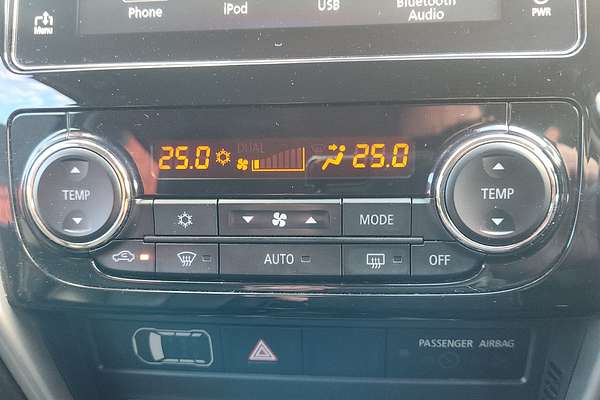 Phone iPod USB Bluetooth
Audio
Menu PWR
25.0 DUAL 25.0
TEMP TEMP
MODE
AUTO OFF
PASSENGER AIRBAG